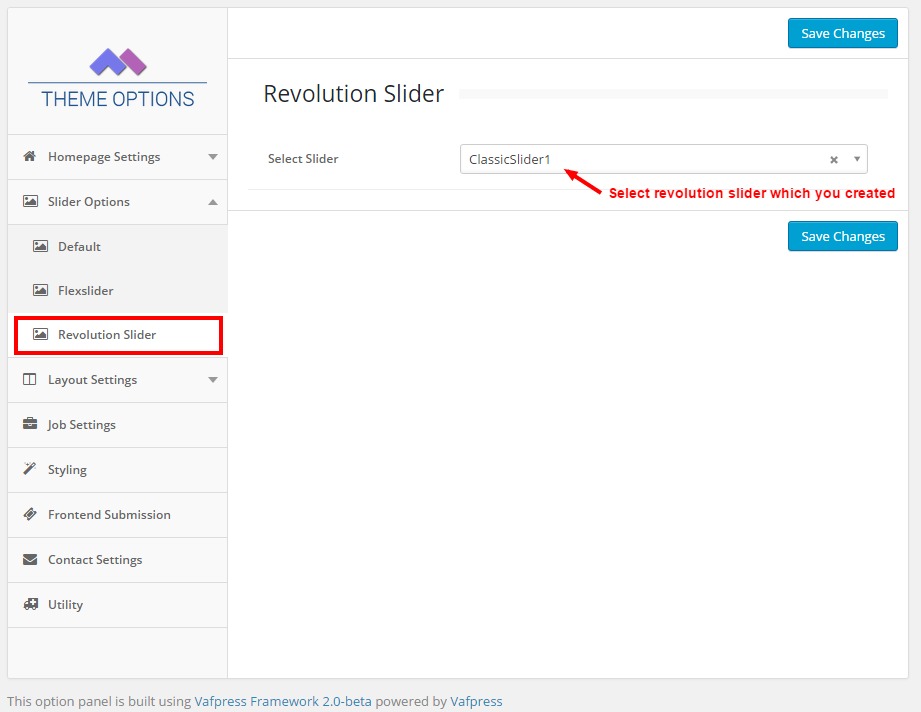 Save Changes
THEME OPTIONS
Revolution Slider
Homepage Settings
Select Slider
ClassicSlider1
Select revolution slider which you created
Slider Options
Save Changes
Default
Flexslider
Revolution Slider
Layout Settings
Job Settings
Styling
Frontend Submission
Contact Settings
Utility
This option panel is built using Vafpress Framework 2.0-beta powered by Vafpress